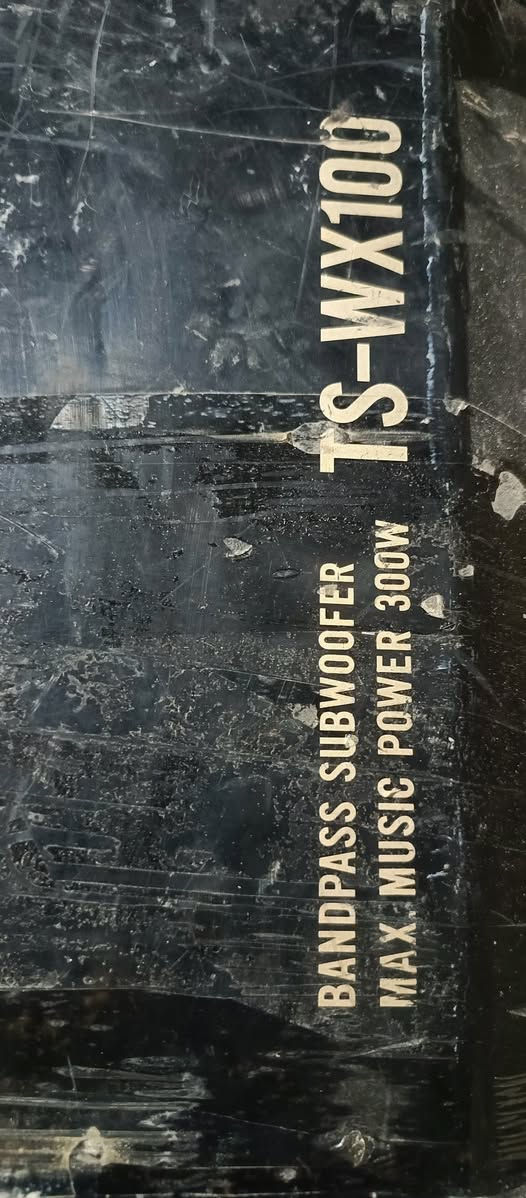 BANDPASS SUBWOOFER
MAX. MUSIC POWER 300W
TS-WX100